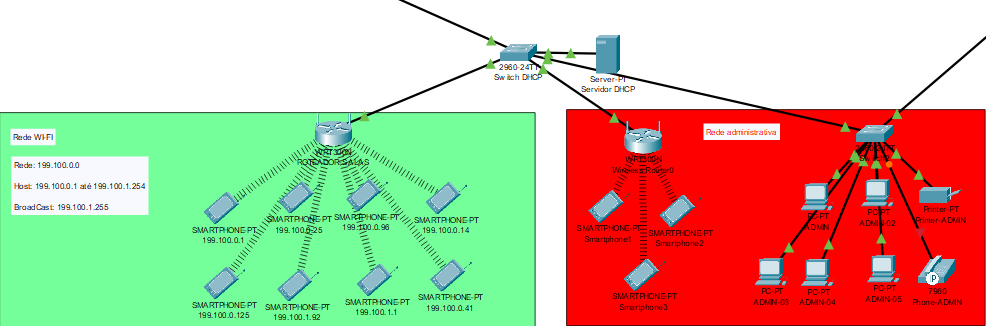 2960-24TT
Switch DHCP
Server-PT
Servidor DHCP
Rede WI-FI
Rede: 199.100.0.0
Host: 199.100.0.1 até 199.100.1.254
BroadCast: 199.100.1.255
WRT300N
ROTEADOR SALAS
SMARTPHONE-PT
199.100.0.1
SMARTPHONE-PT
199.100.0.25
SMARTPHONE-PT
199.100.0.96
SMARTPHONE-PT
199.100.0.14
SMARTPHONE-PT
199.100.0.125
SMARTPHONE-PT
199.100.1.92
SMARTPHONE-PT
199.100.1.1
SMARTPHONE-PT
199.100.0.41
Rede administrativa
WRT300N
Wireless Router0
SMARTPHONE-PT
Smartphone1
SMARTPHONE-PT
Smartphone2
SMARTPHONE-PT
Smartphone3
PC-PT
ADMIN
PC-PT
ADMIN-02
Printer-PT
Printer-ADMIN
PC-PT
ADMIN-03
PC-PT
ADMIN-04
PC-PT
ADMIN-05
7960
Phone-ADMIN